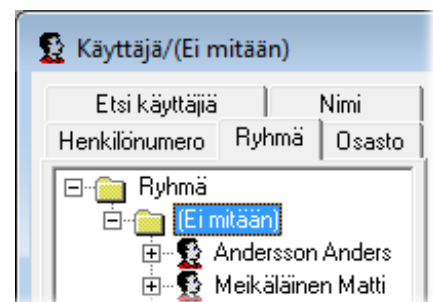 Käyttäjä/(Ei mitään)
Etsi käyttäjiä Nimi
Henkilönumero Ryhmä Osasto
Ryhmä
(Ei mitään)
Andersson Anders
Meikäläinen Matti